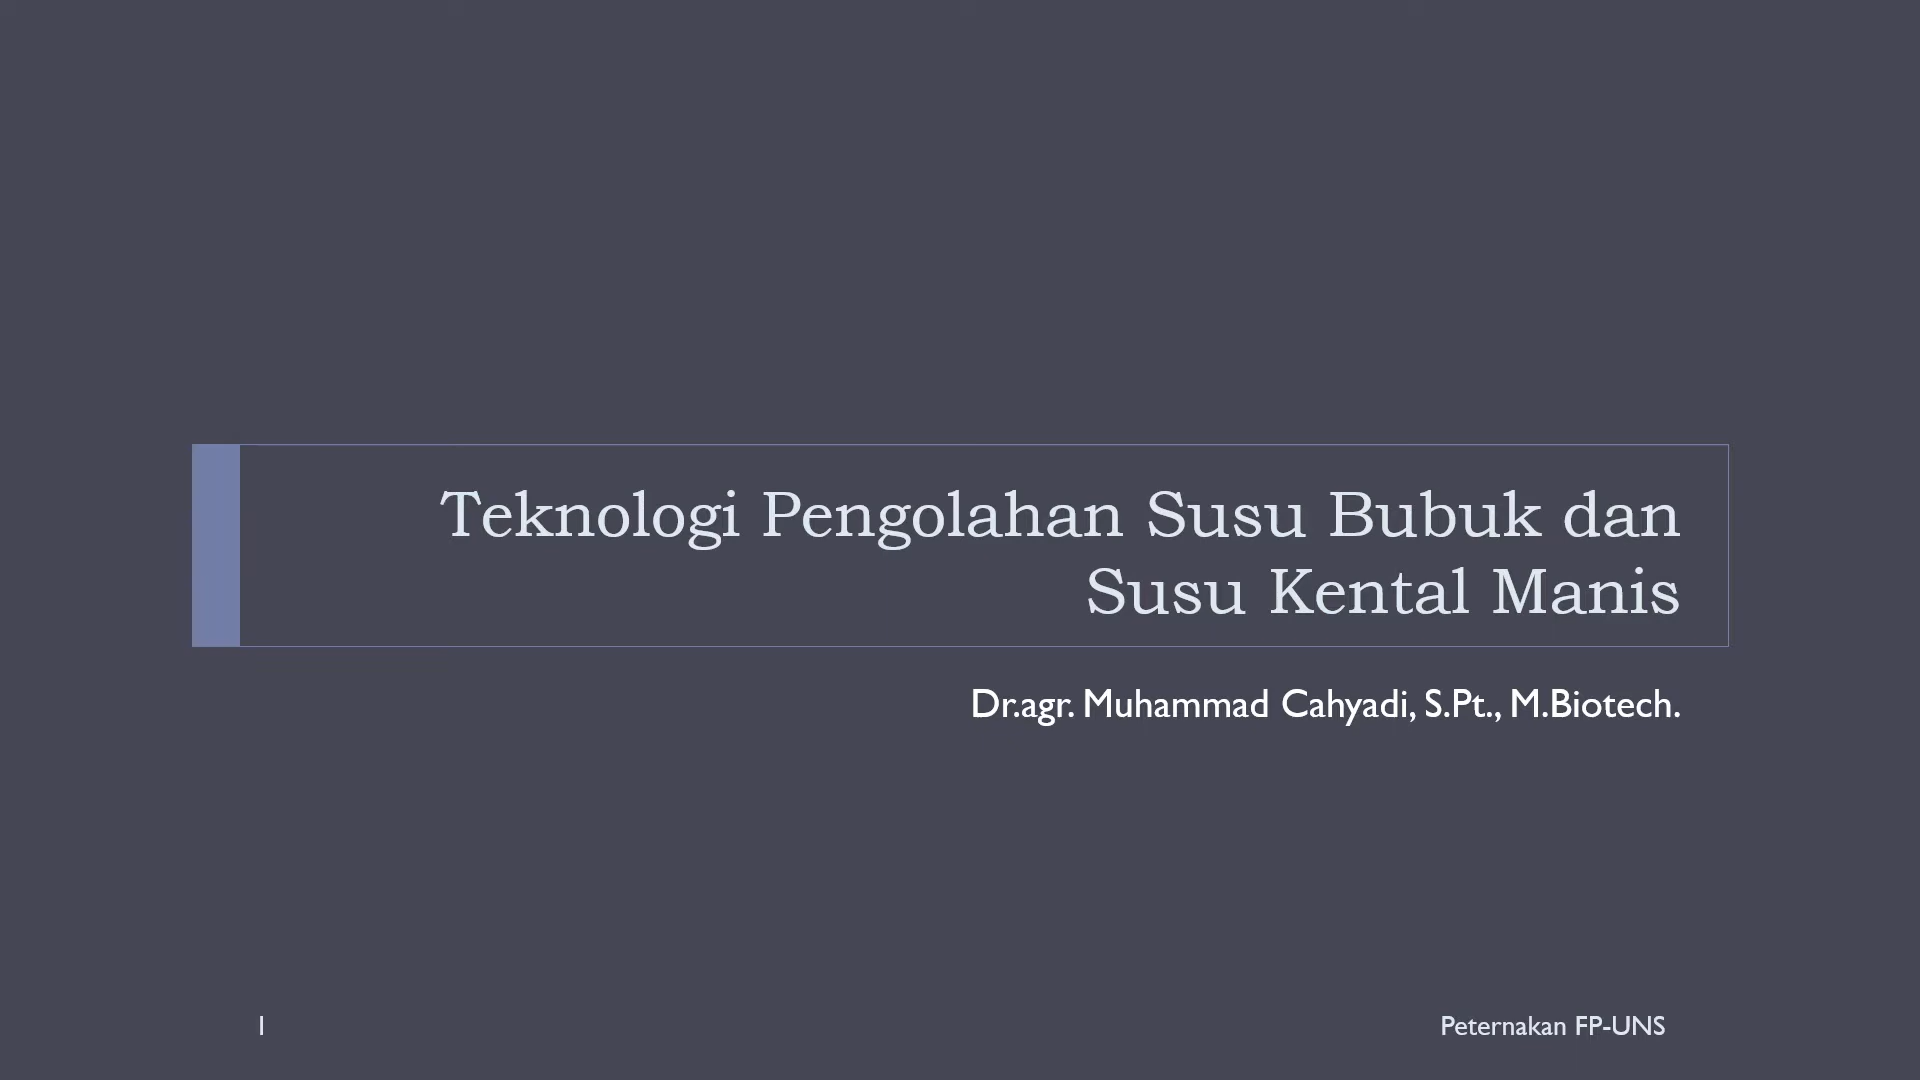 Teknologi Pengolahan Susu Bubuk dan
Susu Kental Manis
Dr.agr. Muhammad Cahyadi, S.Pt., M.Biotech.
1
Peternakan FP-UNS